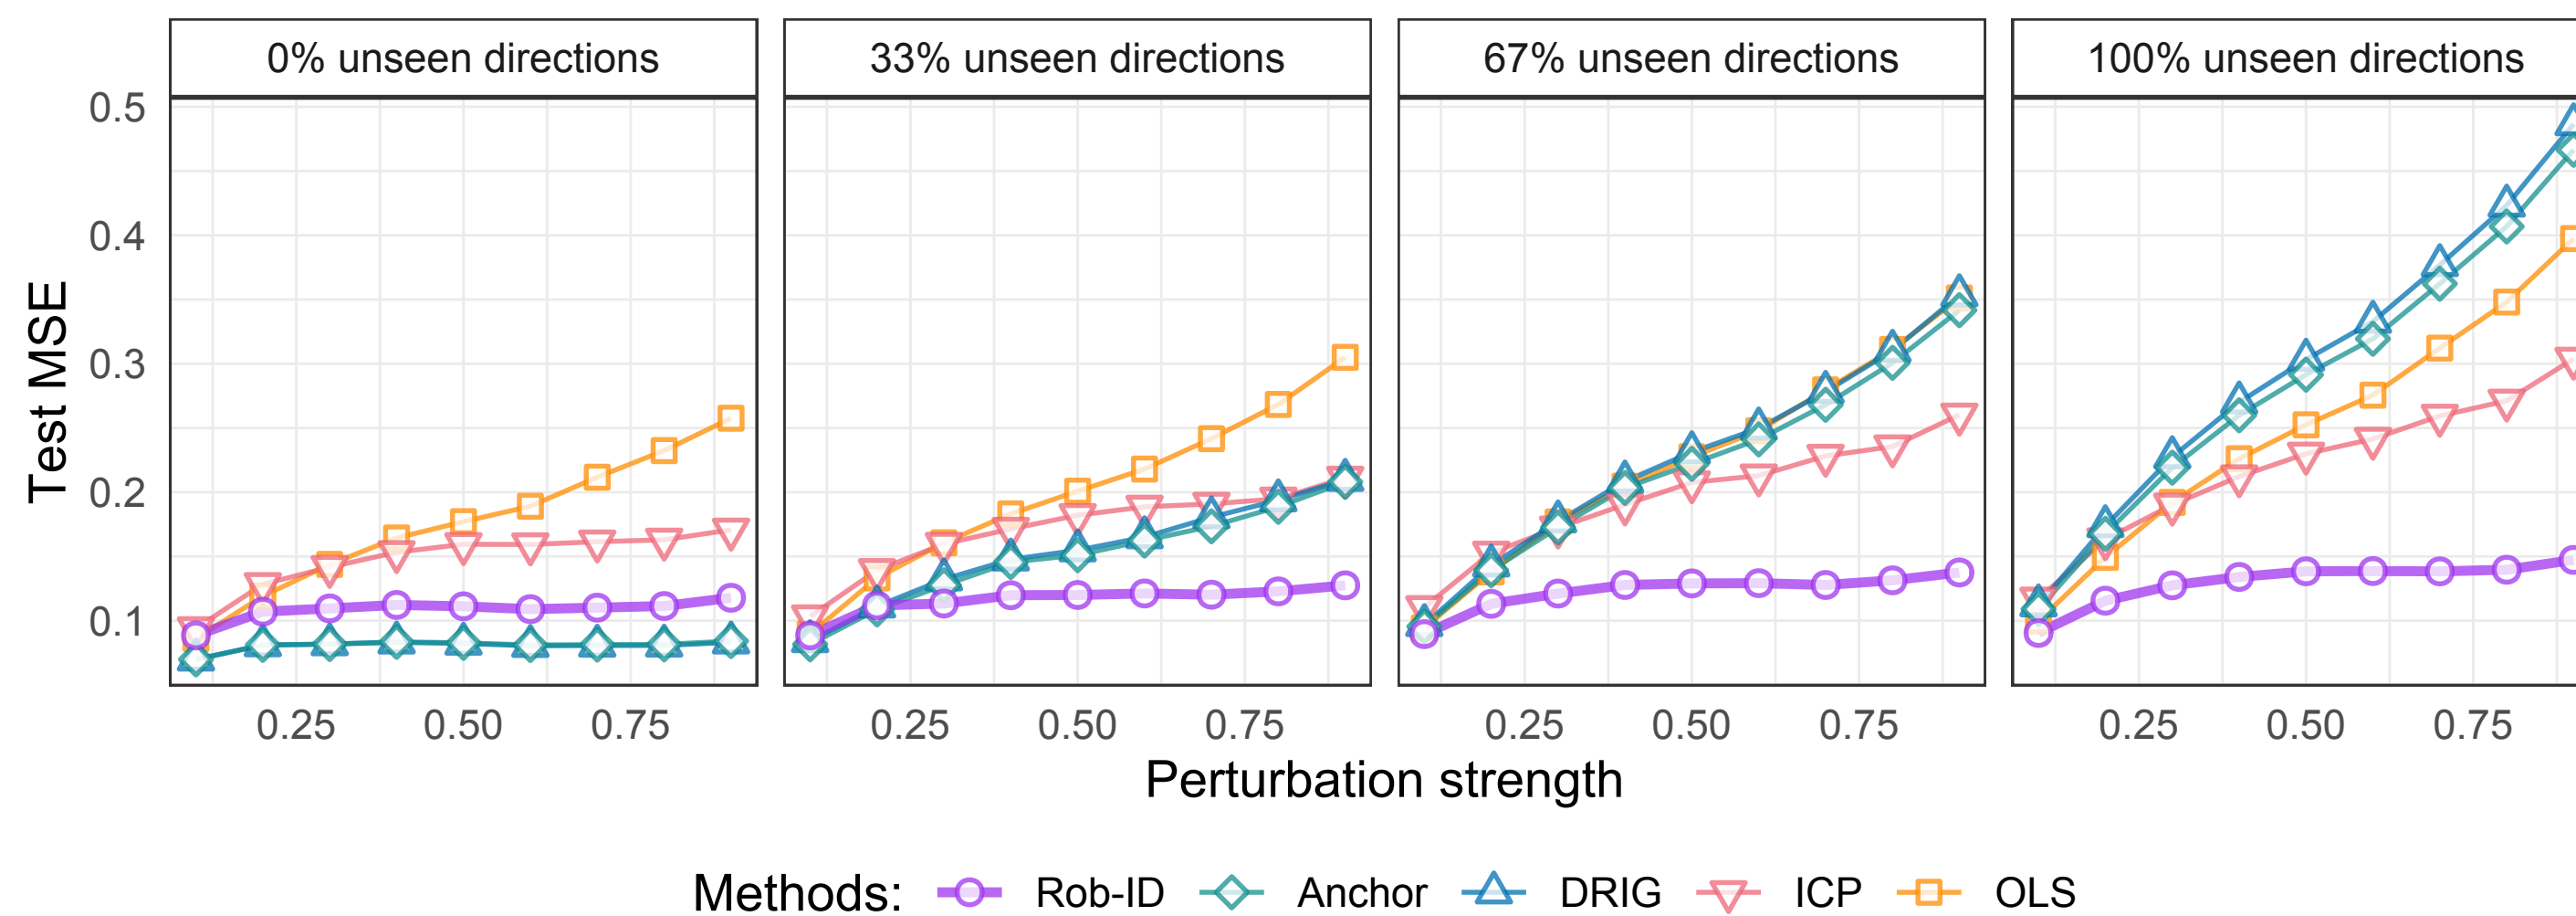 0% unseen directions
33% unseen directions
67% unseen directions
100% unseen directions
0.5
0.4
0.3
0.2
0.1
Test MSE
0.25 0.50 0.75
0.25 0.50 0.75
0.25 0.50 0.75
0.25 0.50 0.75
Perturbation strength
Methods: Rob-ID Anchor DRIG ICP OLS